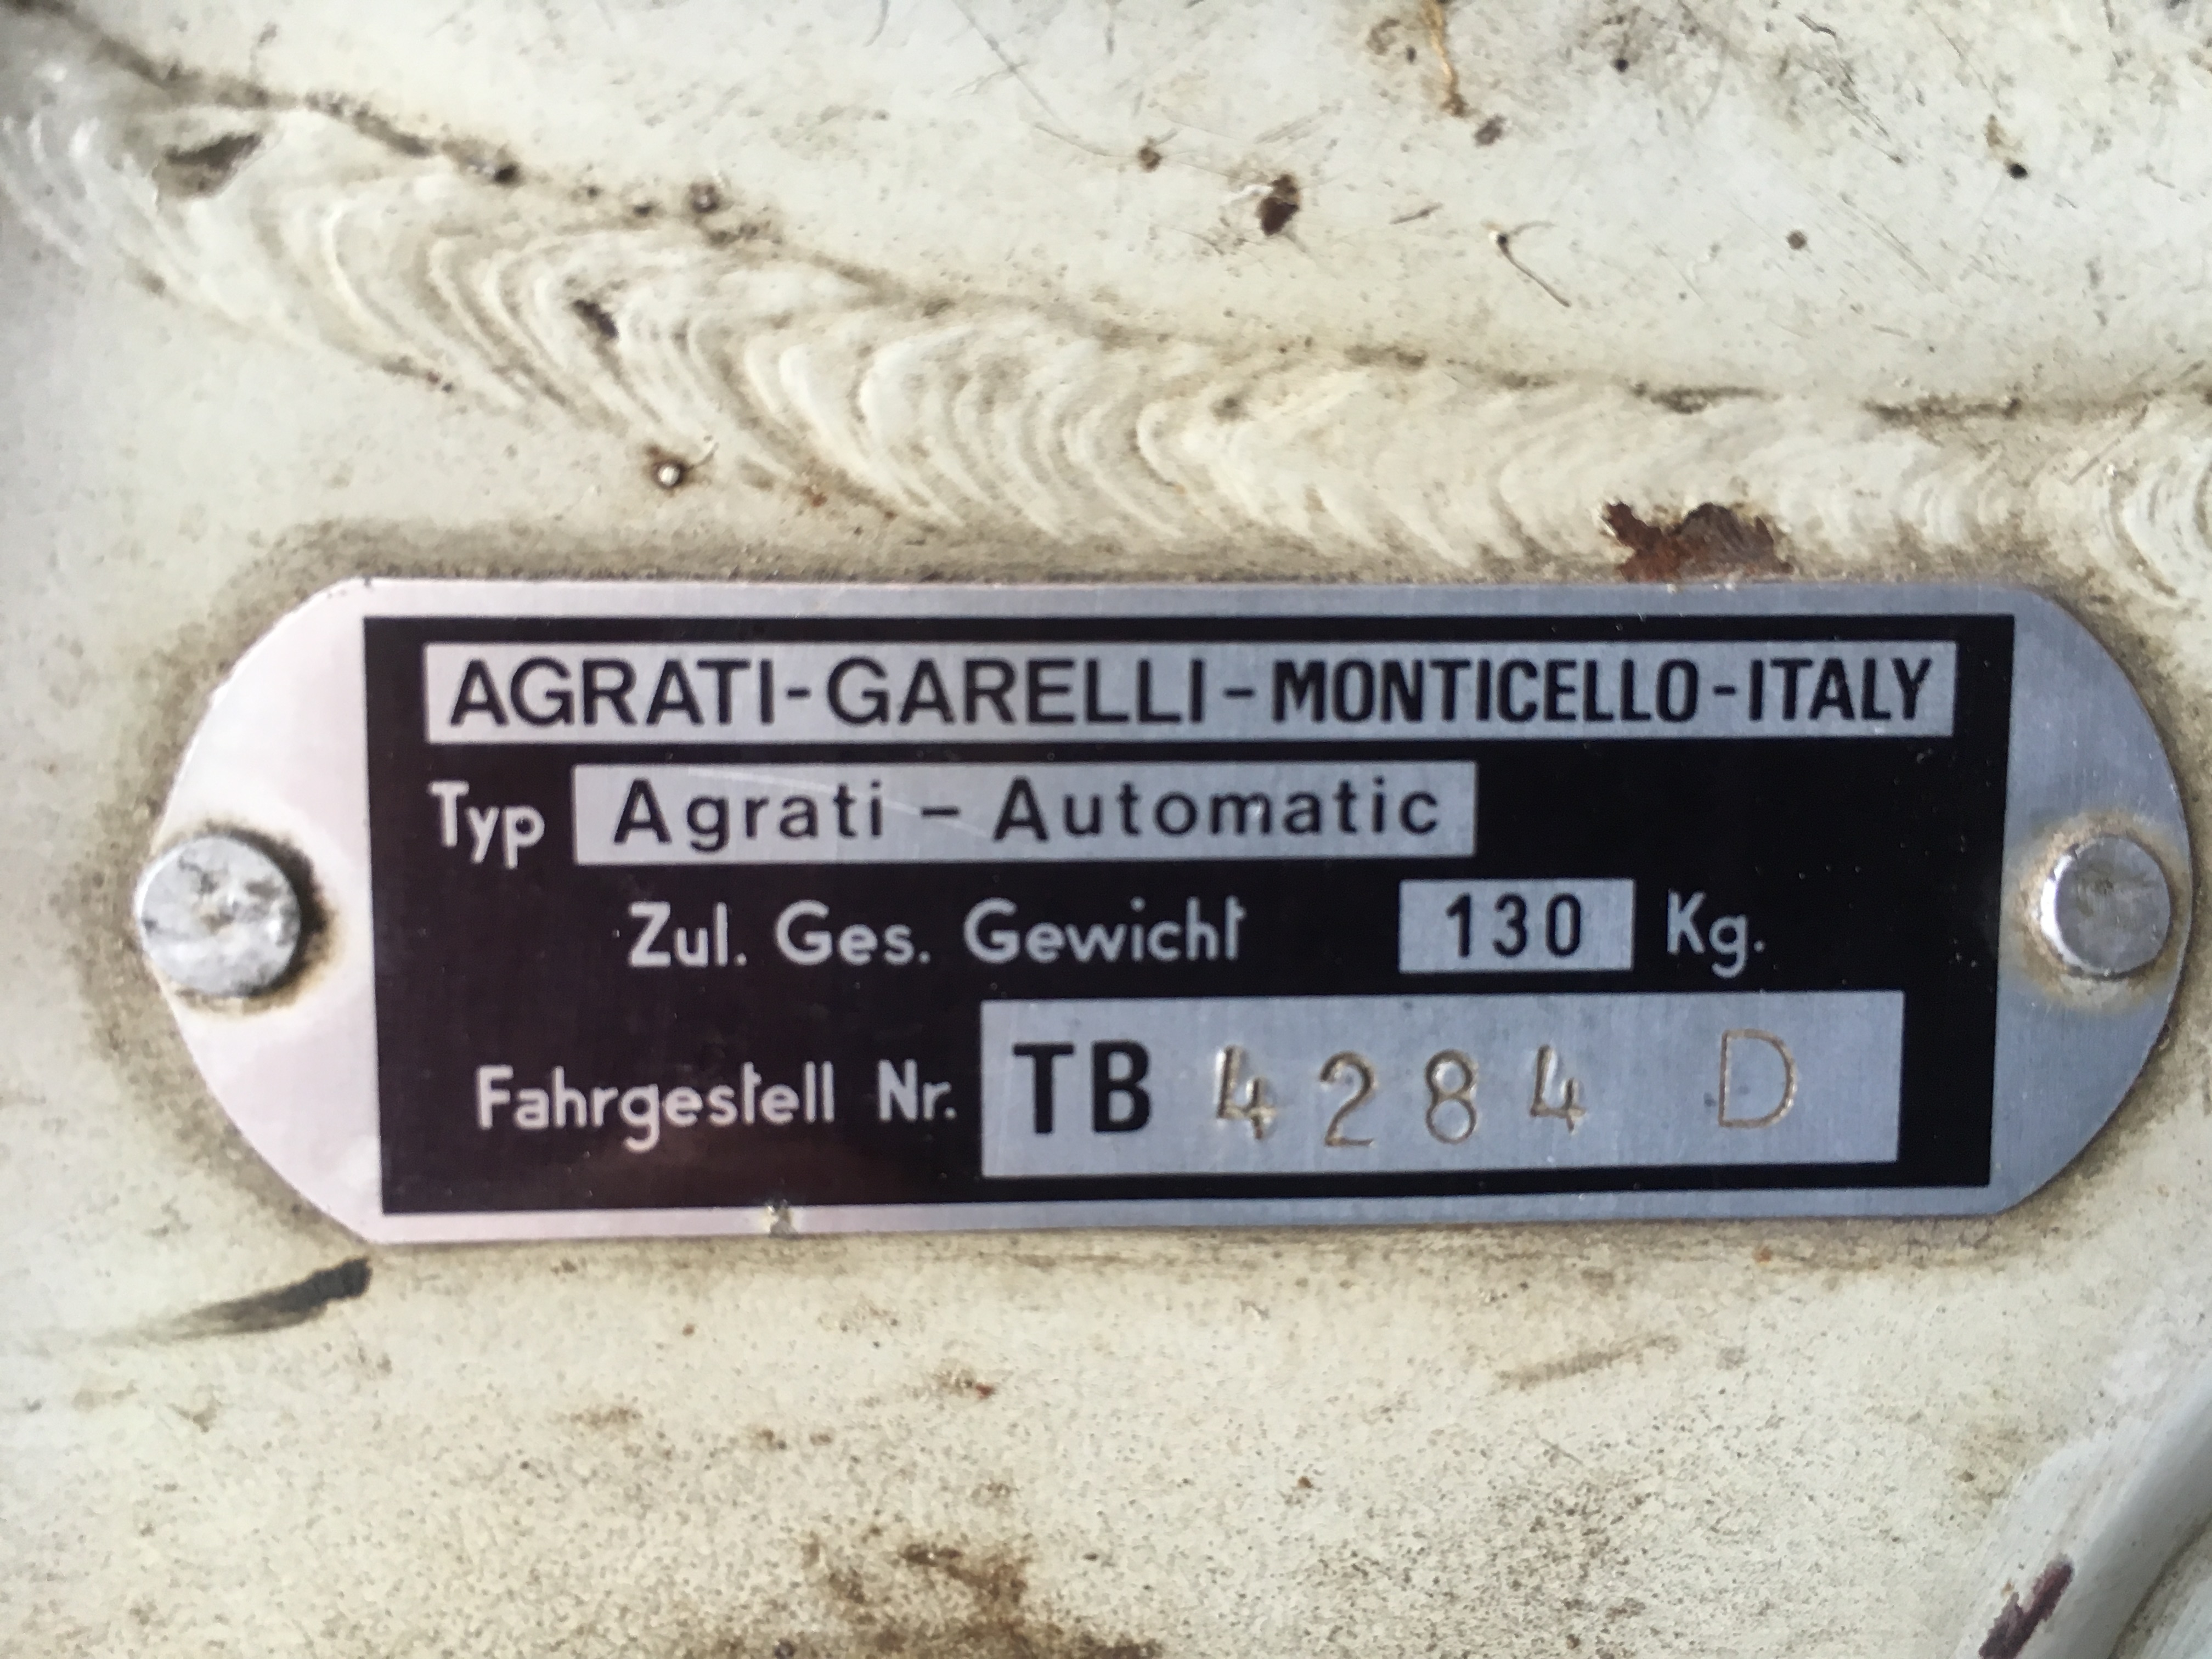 AGRATI-GARELLI-MONTICELLO-ITALY
Typ Agrati-Automatic
Zul. Ges. Gewicht 130 Kg.
Fahrgestell Nr. TB 4284 D